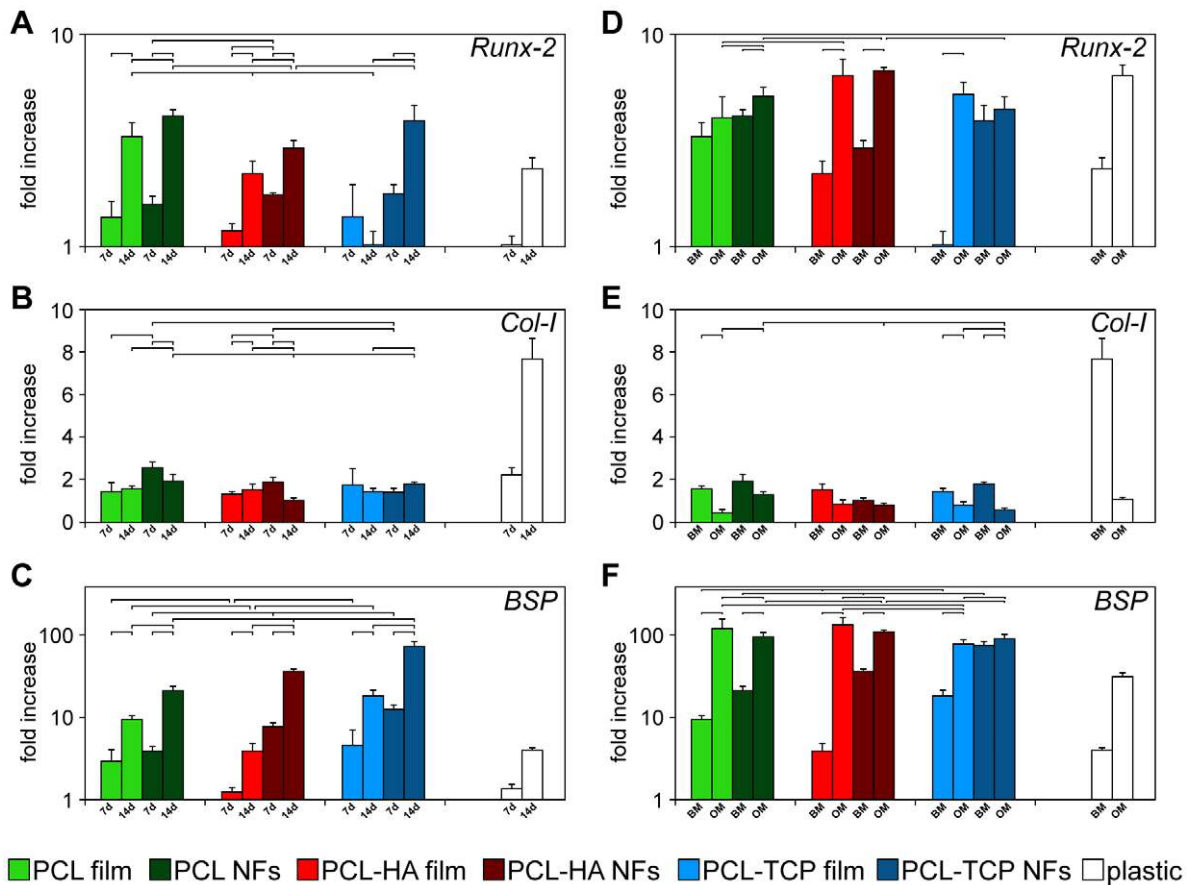 A
10
Runx-2
fold increase
1
7d 14d 7d 14d 7d 14d 7d 14d 7d 14d 7d 14d 7d 14d
D
10
Runx-2
fold increase
1
BM OM BM OM BM OM BM OM BM OM BM OM BM OM
B
10
Col-I
8
6
fold increase
4
2
0
7d 14d 7d 14d 7d 14d 7d 14d 7d 14d 7d 14d 7d 14d
E
10
Col-I
8
6
fold increase
4
2
0
BM OM BM OM BM OM BM OM BM OM BM OM BM OM
C
BSP
100
fold increase
10
1
7d 14d 7d 14d 7d 14d 7d 14d 7d 14d 7d 14d 7d 14d
F
BSP
100
fold increase
10
1
BM OM BM OM BM OM BM OM BM OM BM OM BM OM
PCL film PCL NFs PCL-HA film PCL-HA NFs PCL-TCP film PCL-TCP NFs plastic